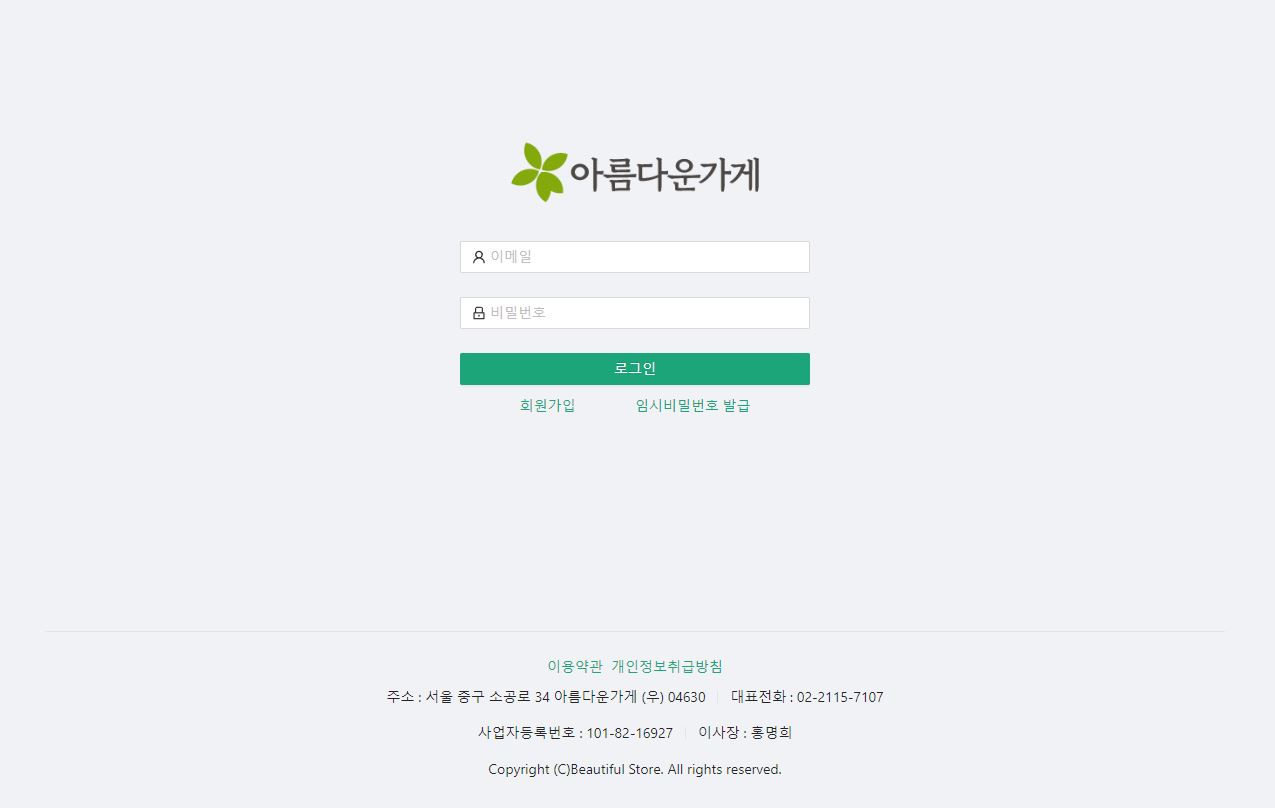 아름다운가게
이메일
비밀번호
로그인
회원가입 임시비밀번호 발급
이용약관 개인정보취급방침
주소 : 서울 중구 소공로 34 아름다운가게 (우) 04630 대표전화 : 02-2115-7107
사업자등록번호 : 101-82-16927 이사장 : 홍명희
Copyright (C)Beautiful Store. All rights reserved.